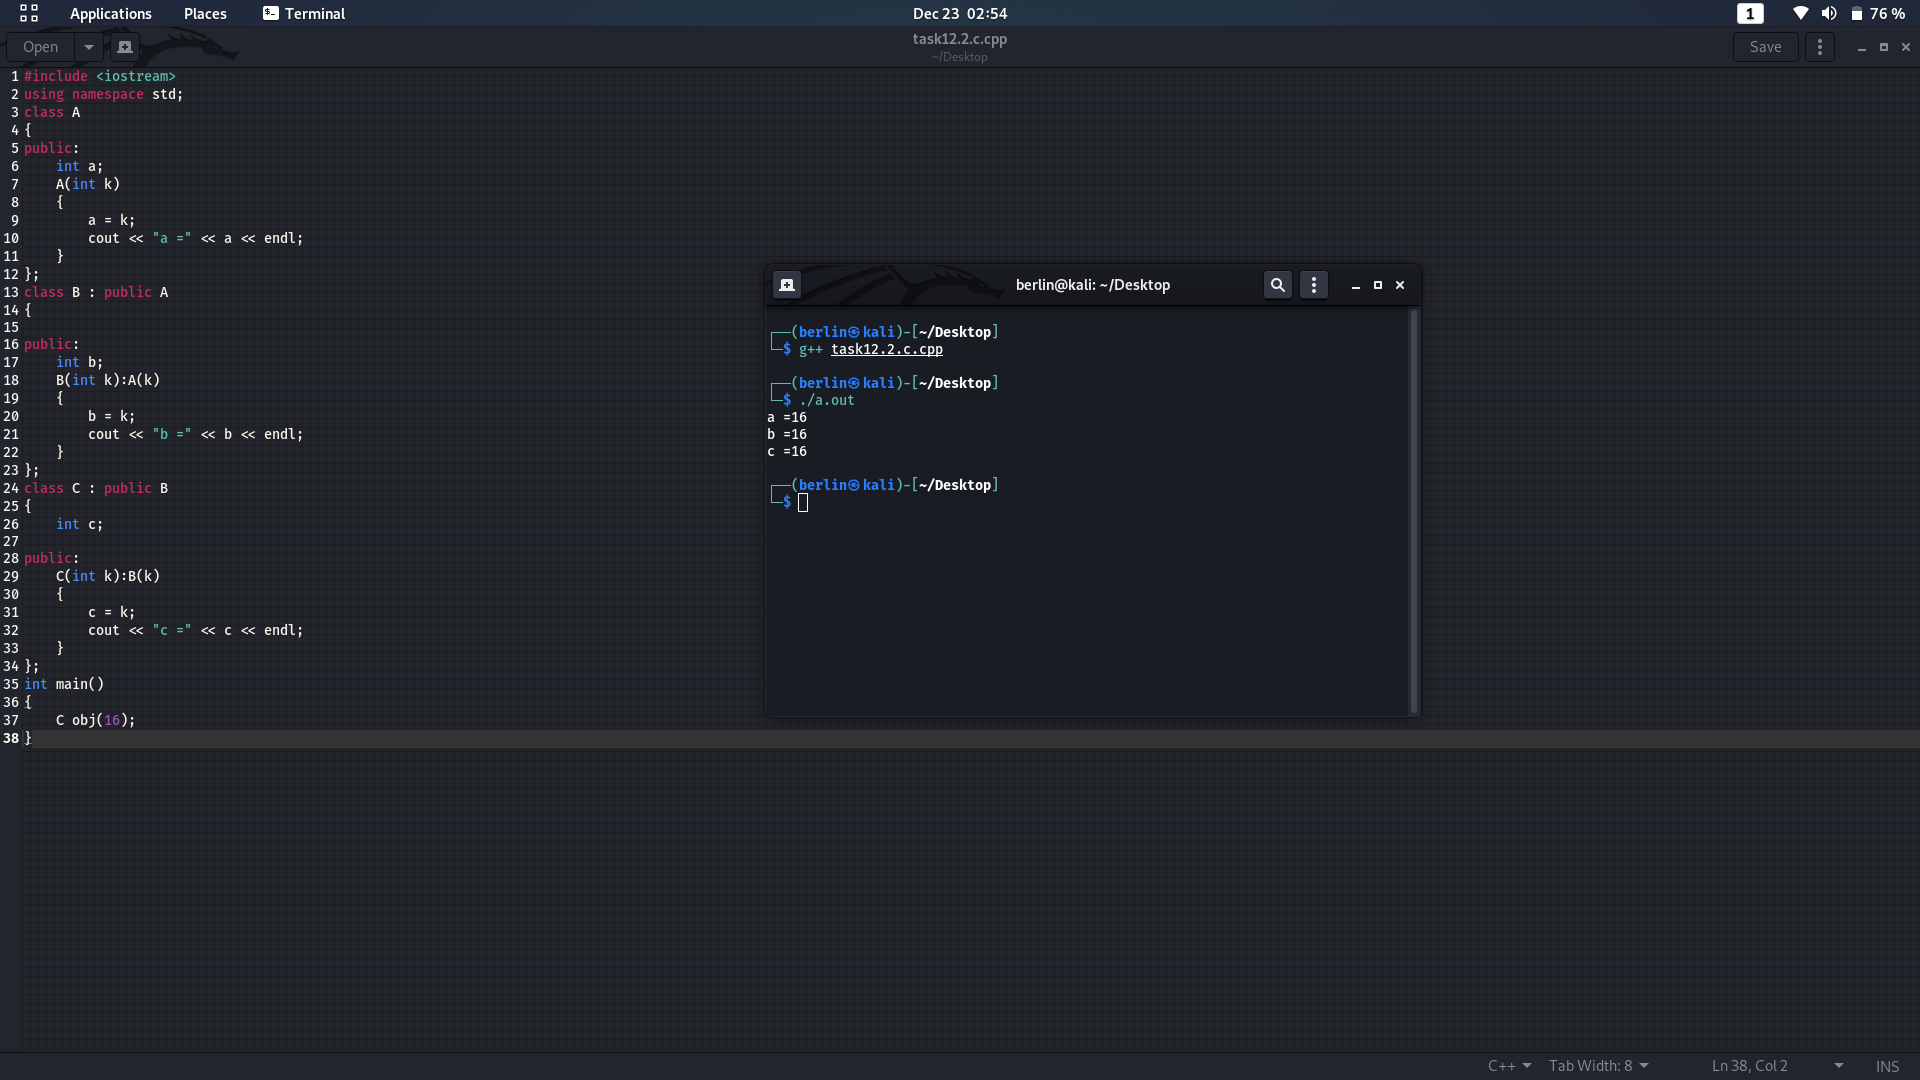 Applications Places Terminal Dec 23 02:54 1 76 %
Open task12.2.c.cpp Save
~/Desktop
1 #include <iostream>
2 using namespace std;
3 class A
4 {
5 public:
6     int a;
7     A(int k)
8     {
9         a = k;
10         cout << "a =" << a << endl;
11     }
12 };
13 class B : public A
14 {
15
16 public:
17     int b;
18     B(int k):A(k)
19     {
20         b = k;
21         cout << "b =" << b << endl;
22     }
23 };
24 class C : public B
25 {
26     int c;
27
28 public:
29     C(int k):B(k)
30     {
31         c = k;
32         cout << "c =" << c << endl;
33     }
34 };
35 int main()
36 {
37     C obj(16);
38 }
berlin@kali: ~/Desktop
┌──(berlin㉿kali)-[~/Desktop]
└─$ g++ task12.2.c.cpp
┌──(berlin㉿kali)-[~/Desktop]
└─$ ./a.out
a =16
b =16
c =16
┌──(berlin㉿kali)-[~/Desktop]
└─$
C++ Tab Width: 8 Ln 38, Col 2 INS